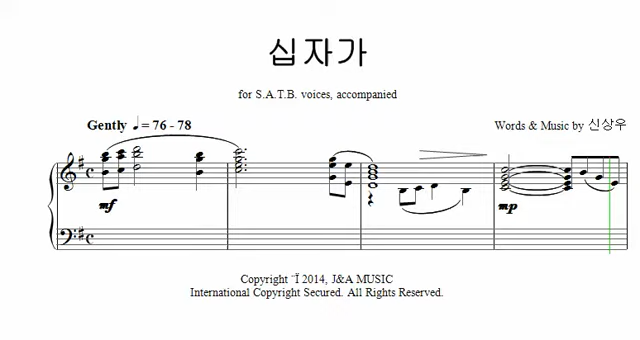 십자가
for S.A.T.B. voices, accompanied
Gently ♩= 76 - 78
Words & Music by 신상우
mf
mp
Copyright ¨Ï 2014, J&A MUSIC
International Copyright Secured. All Rights Reserved.